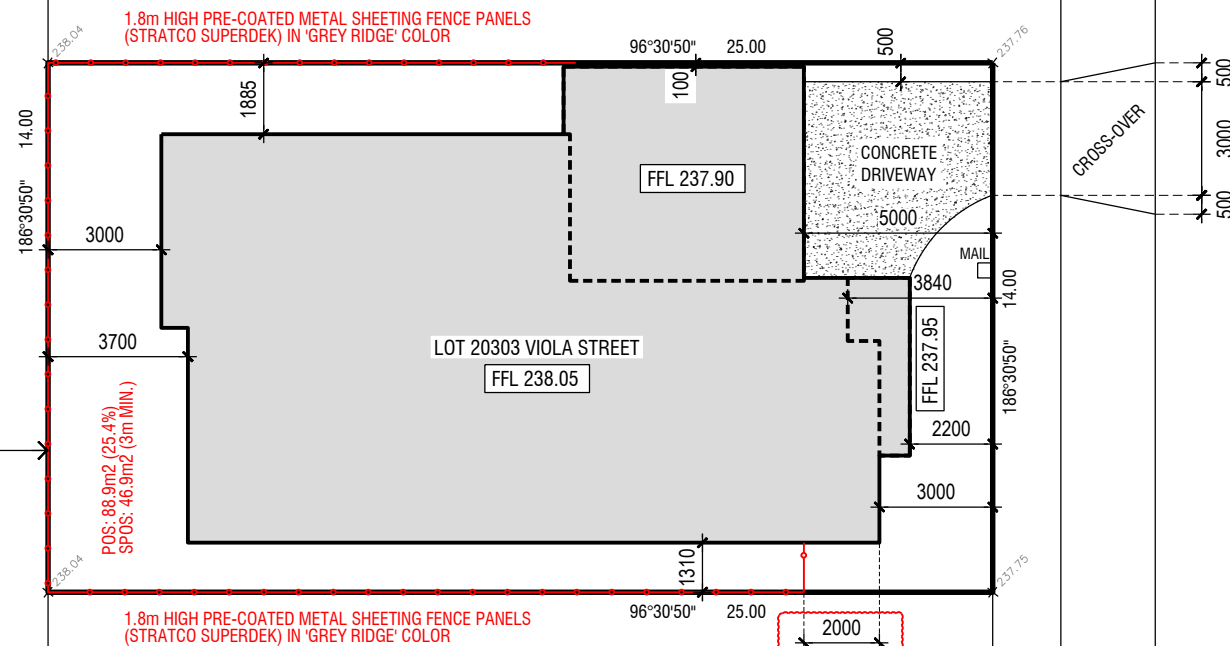 1.8m HIGH PRE-COATED METAL SHEETING FENCE PANELS
(STRATCO SUPERDEK) IN 'GREY RIDGE' COLOR
238.04
96°30'50" 25.00
500
237.76
500
1885
100
14.00
CONCRETE
DRIVEWAY
CROSS-OVER
3000
FFL 237.90
186°30'50"
3000
5000
500
MAIL
3840
14.00
3700
LOT 20303 VIOLA STREET
FFL 238.05
FFL 237.95
186°30'50"
POS: 88.9m2 (25.4%)
SPOS: 46.9m2 (3m MIN.)
2200
3000
1310
238.04
237.75
96°30'50" 25.00
1.8m HIGH PRE-COATED METAL SHEETING FENCE PANELS
(STRATCO SUPERDEK) IN 'GREY RIDGE' COLOR
2000